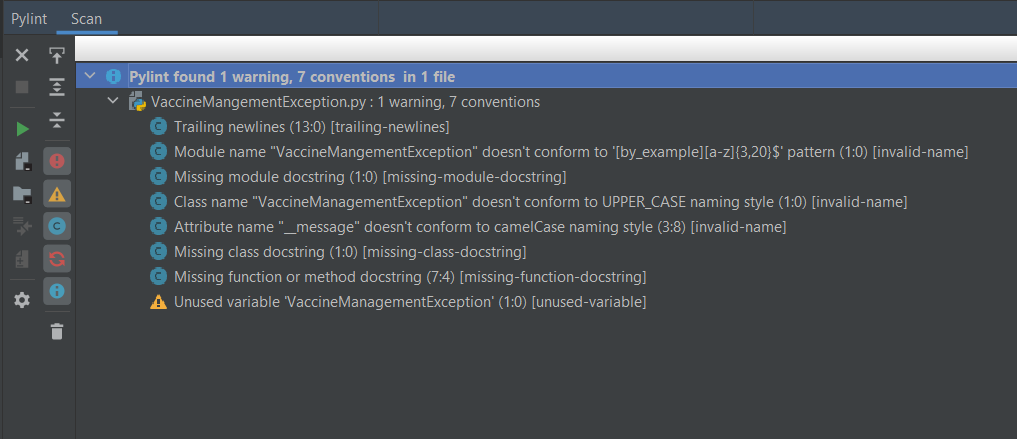 Pylint Scan
Pylint found 1 warning, 7 conventions in 1 file
VaccineMangementException.py : 1 warning, 7 conventions
Trailing newlines (13:0) [trailing-newlines]
Module name "VaccineMangementException" doesn't conform to '[by_example][a-z]{3,20}$' pattern (1:0) [invalid-name]
Missing module docstring (1:0) [missing-module-docstring]
Class name "VaccineManagementException" doesn't conform to UPPER_CASE naming style (1:0) [invalid-name]
Attribute name "__message" doesn't conform to camelCase naming style (3:8) [invalid-name]
Missing class docstring (1:0) [missing-class-docstring]
Missing function or method docstring (7:4) [missing-function-docstring]
Unused variable 'VaccineManagementException' (1:0) [unused-variable]